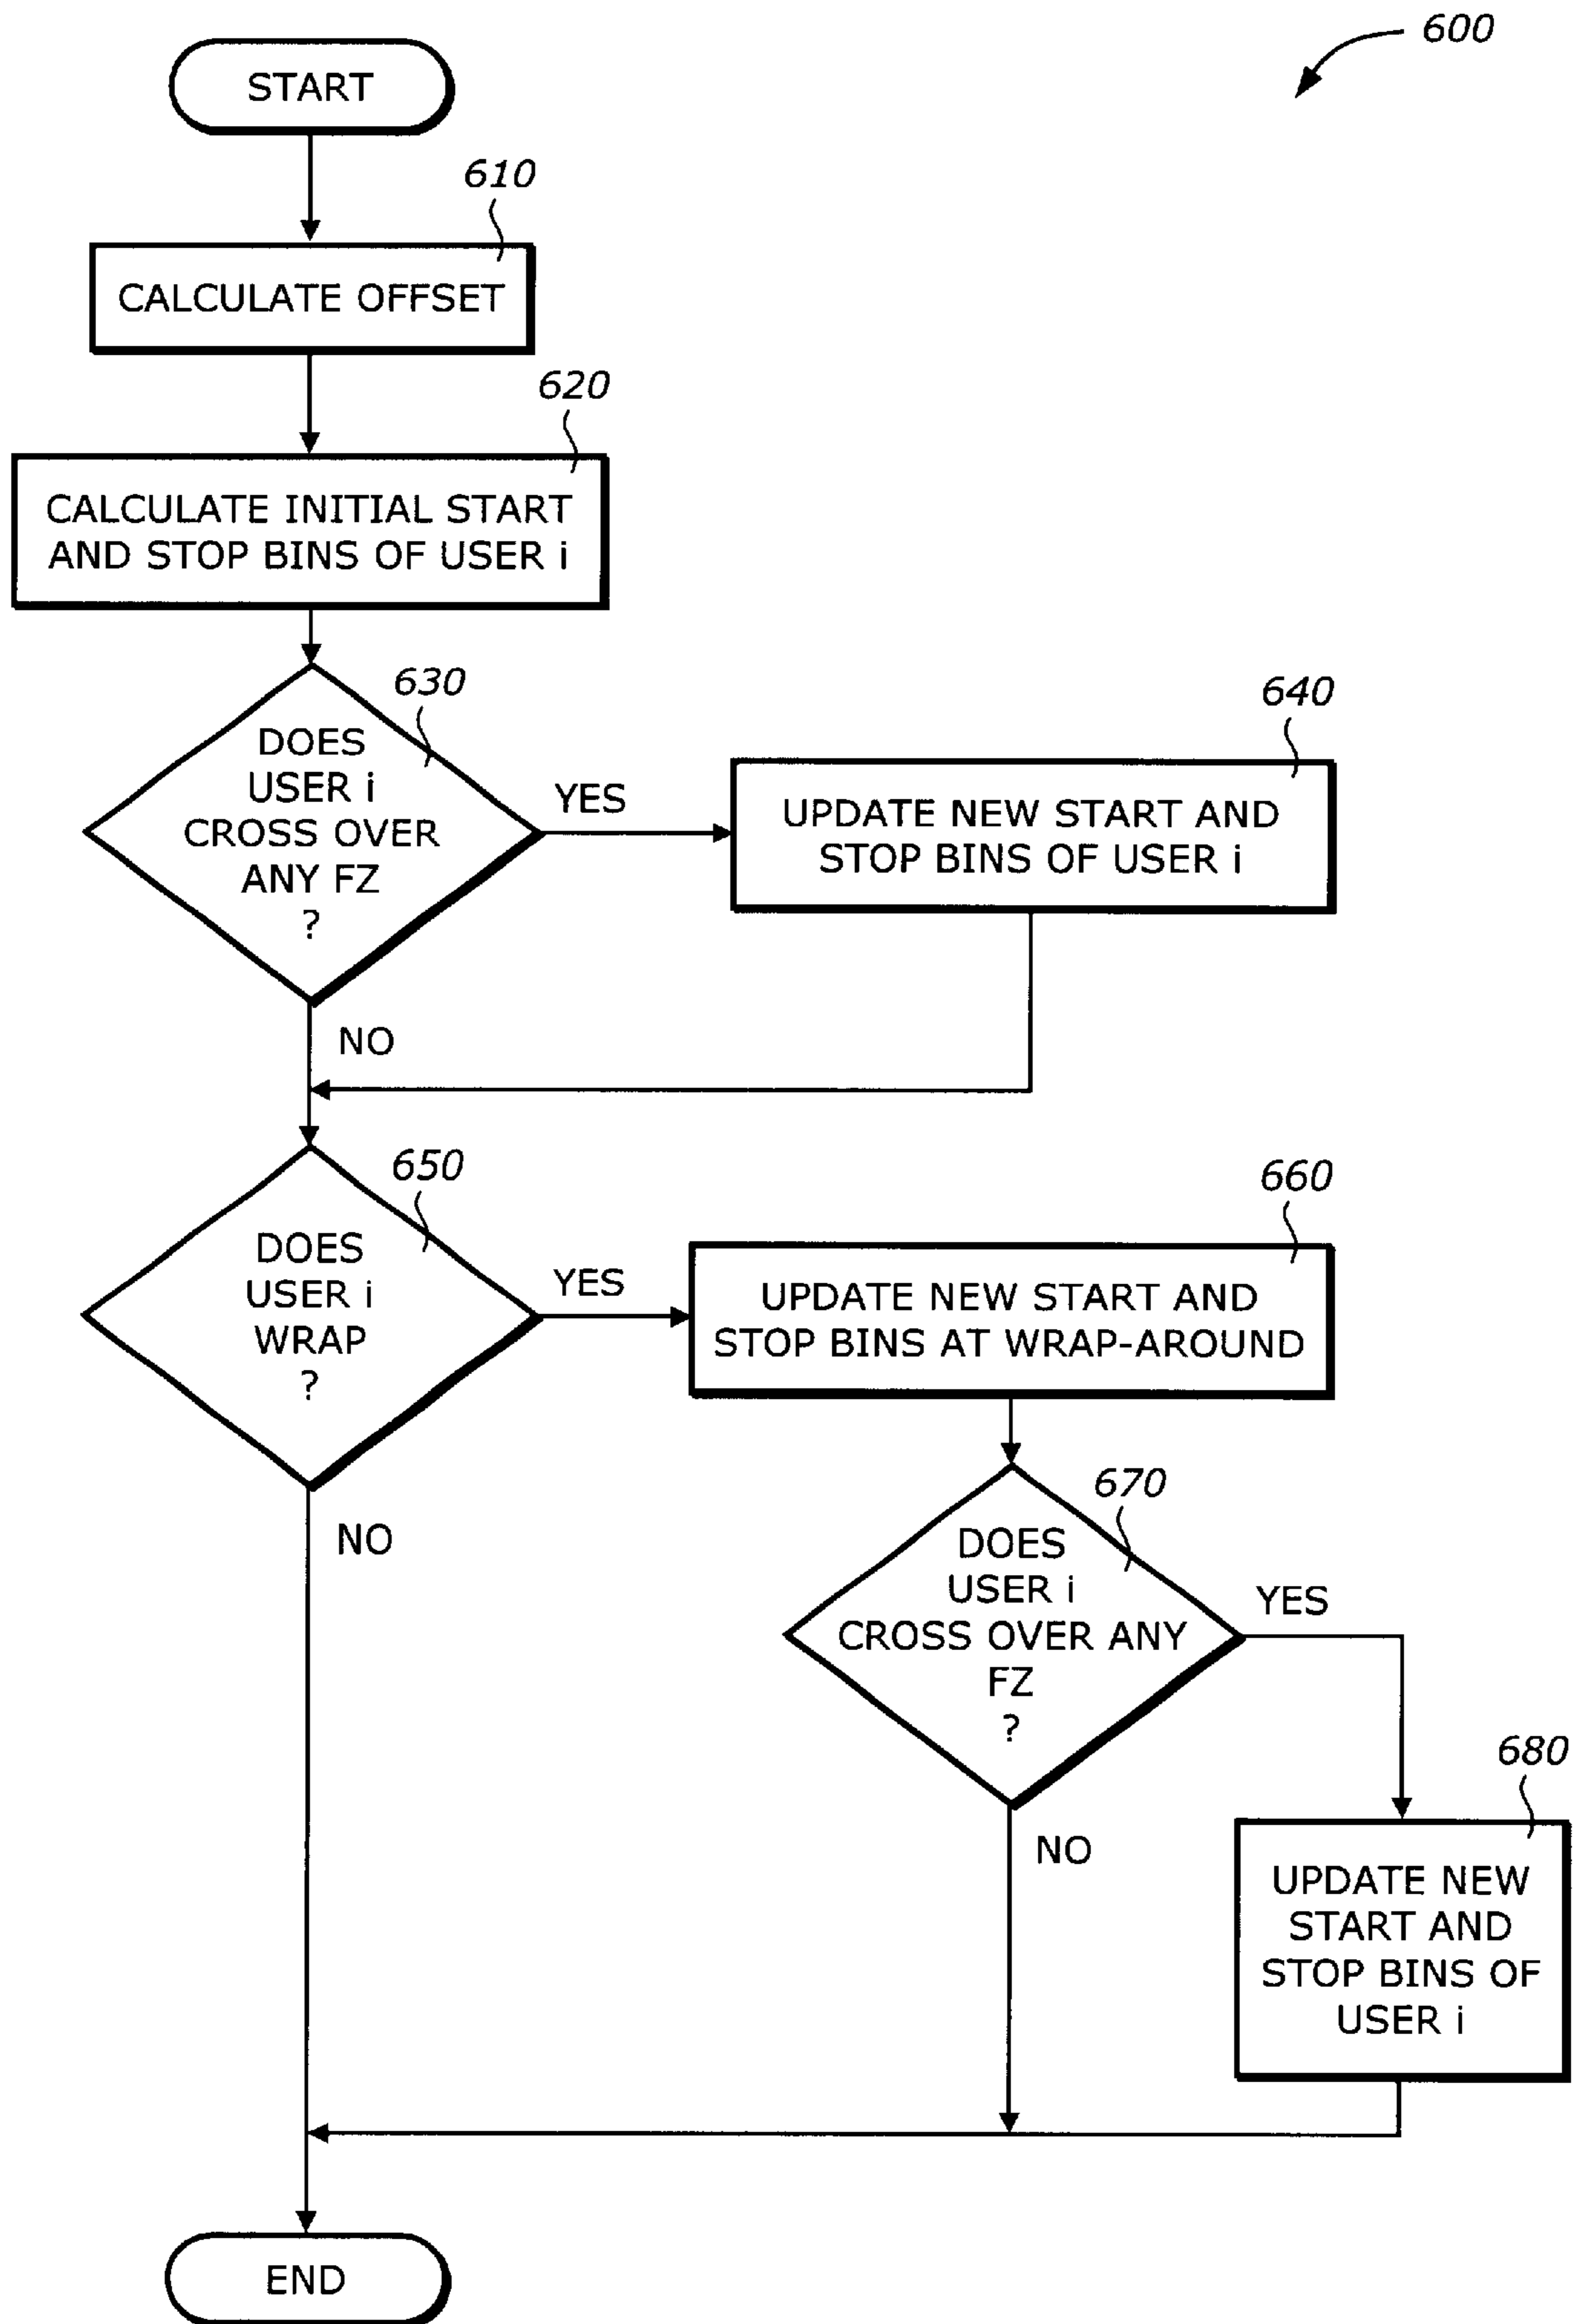 600
START
610
CALCULATE OFFSET
620
CALCULATE INITIAL START
AND STOP BINS OF USER i
630
DOES
USER i
CROSS OVER
ANY FZ
?
YES
640
UPDATE NEW START AND
STOP BINS OF USER i
NO
650
DOES
USER i
WRAP
?
YES
660
UPDATE NEW START AND
STOP BINS AT WRAP-AROUND
NO
670
DOES
USER i
CROSS OVER ANY
FZ
?
YES
NO
680
UPDATE NEW
START AND
STOP BINS OF
USER i
END